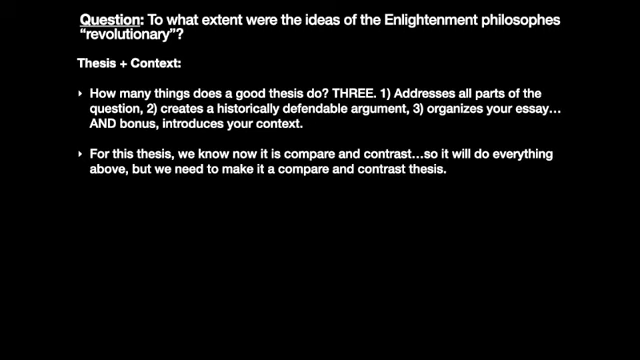 Question: To what extent were the ideas of the Enlightenment philosophes
“revolutionary”?
Thesis + Context:
‣ How many things does a good thesis do? THREE. 1) Addresses all parts of the
question, 2) creates a historically defendable argument, 3) organizes your essay…
AND bonus, introduces your context.
‣ For this thesis, we know now it is compare and contrast…so it will do everything
above, but we need to make it a compare and contrast thesis.